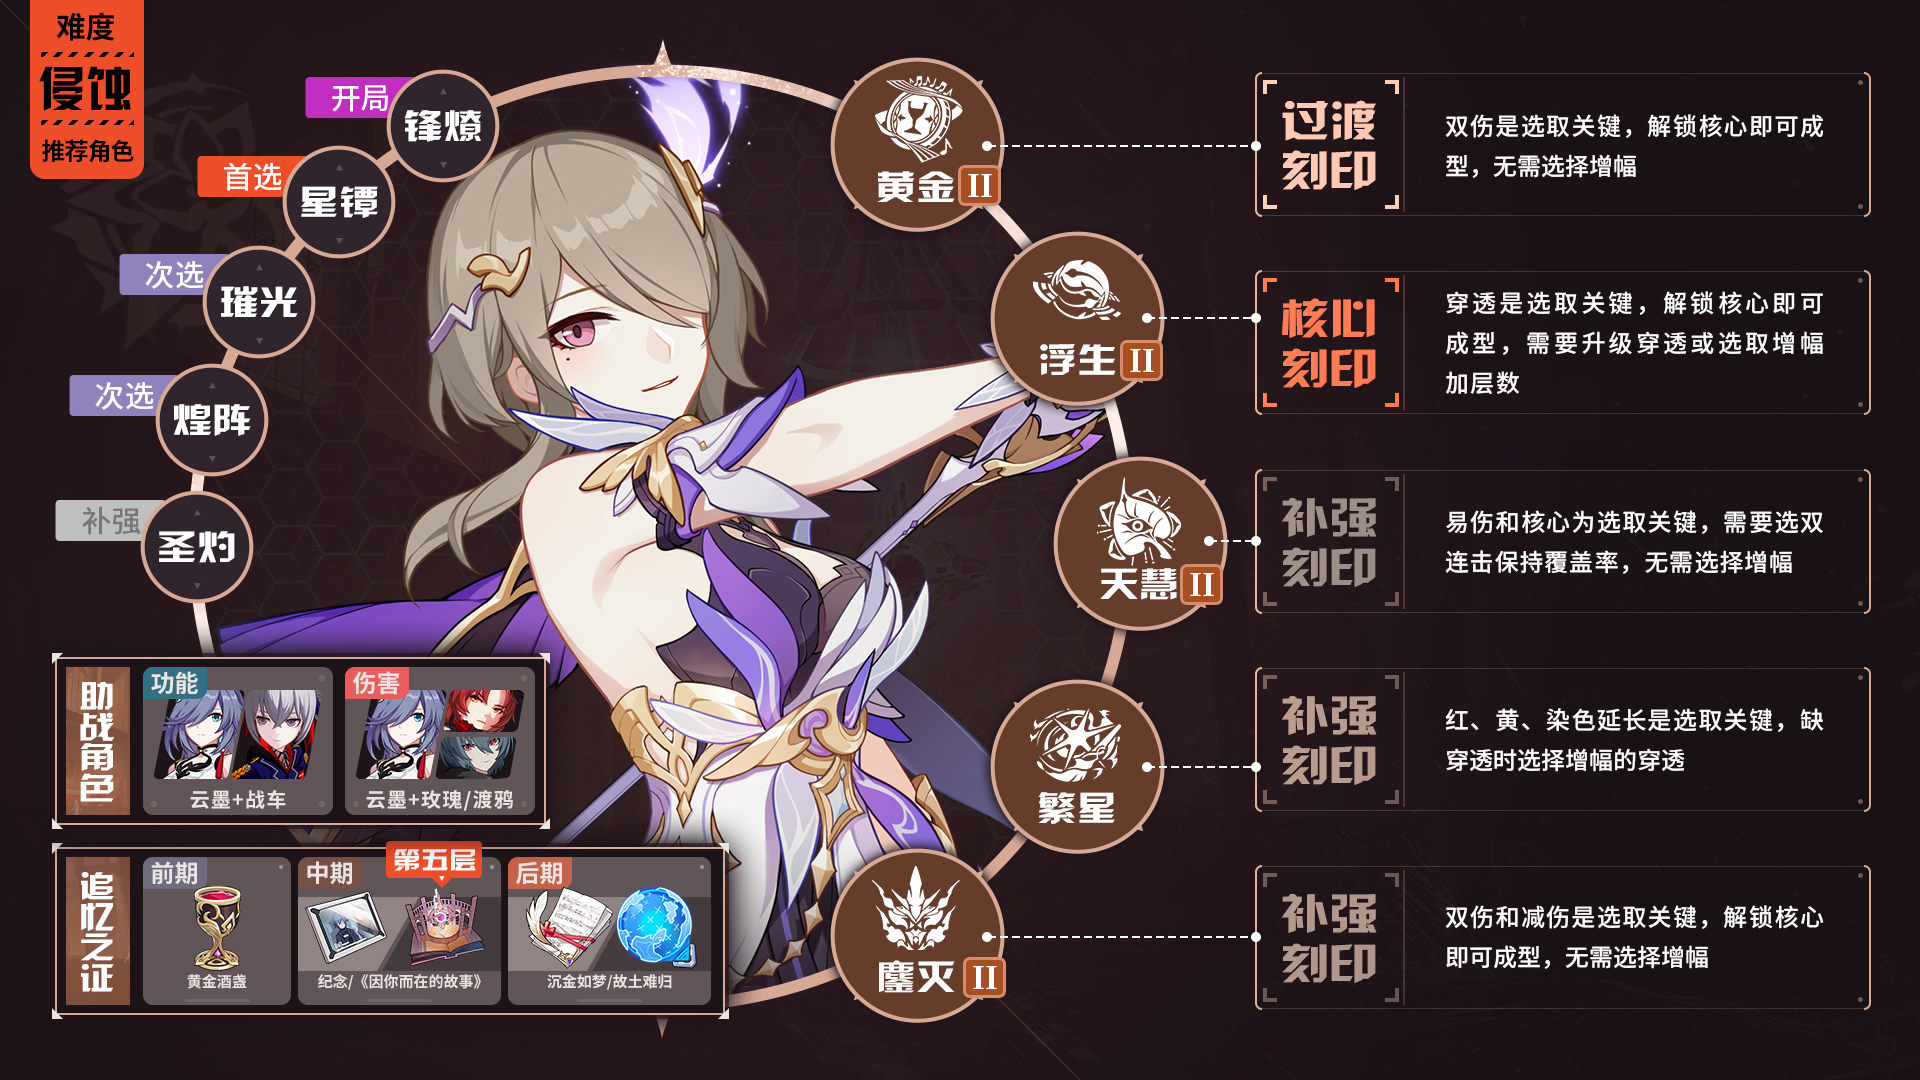 难度
侵蚀
推荐角色
开局
锋燎
首选
星镡
次选
璀光
次选
煌阵
补强
圣灼
黄金 II
过渡
刻印
双伤是选取关键，解锁核心即可成
型，无需选择增幅
浮生 II
核心
刻印
穿透是选取关键，解锁核心即可
成型，需要升级穿透或选取增幅
加层数
天慧 II
补强
刻印
易伤和核心为选取关键，需要选双
连击保持覆盖率，无需选择增幅
繁星
补强
刻印
红、黄、染色延长是选取关键，缺
穿透时选择增幅的穿透
鏖灭 II
补强
刻印
双伤和减伤是选取关键，解锁核心
即可成型，无需选择增幅
助战角色
功能
云墨+战车
伤害
云墨+玫瑰/渡鸦
追忆之证
前期
黄金酒盏
中期
第五层
纪念/《因你而在的故事》
后期
沉金如梦/故土难归